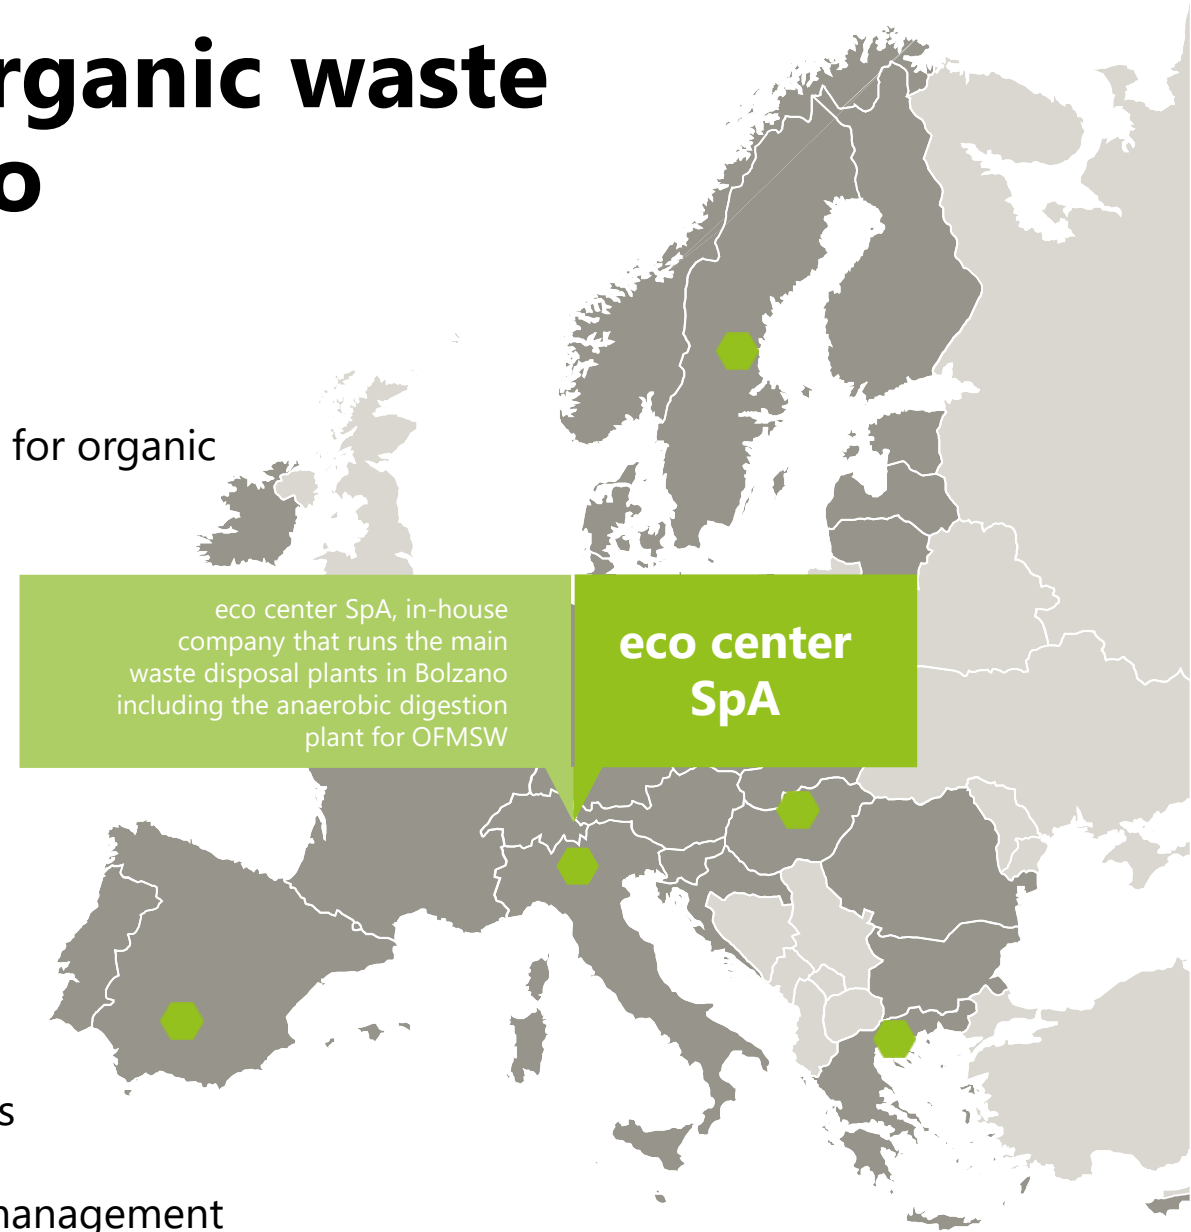 rganic waste
o
for organic
eco center SpA, in-house
company that runs the main
waste disposal plants in Bolzano
including the anaerobic digestion
plant for OFMSW
eco center
SpA
s
nanagement